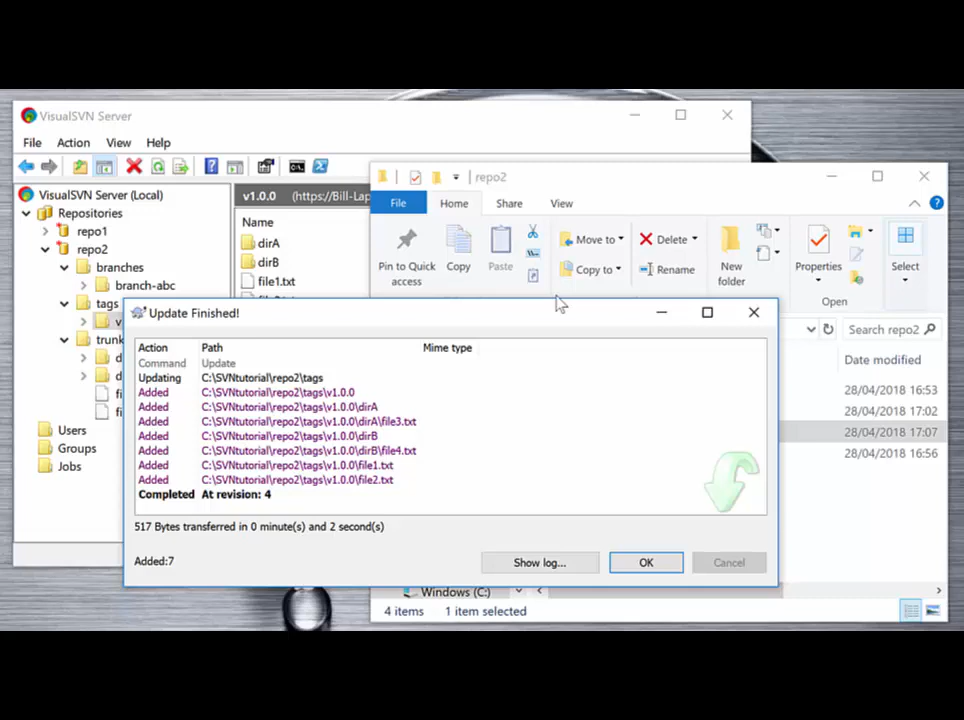 VisualSVN Server
File Action View Help
VisualSVN Server (Local)
Repositories
repo1
repo2
branches
branch-abc
tags
v
trunk
d
d
fi
fi
Users
Groups
Jobs
v1.0.0 (https://Bill-Lap
Name
dirA
dirB
file1.txt
repo2
File Home Share View
Pin to Quick access
Copy
Paste
Move to
Copy to
Delete
Rename
New folder
Properties
Open
Select
Search repo2
Date modified
28/04/2018 16:53
28/04/2018 17:02
28/04/2018 17:07
28/04/2018 16:56
Windows (C:)
4 items 1 item selected
Update Finished!
Action Path Mime type
Command Update
Updating C:\SVNtutorial\repo2\tags
Added C:\SVNtutorial\repo2\tags\v1.0.0
Added C:\SVNtutorial\repo2\tags\v1.0.0\dirA
Added C:\SVNtutorial\repo2\tags\v1.0.0\dirA\file3.txt
Added C:\SVNtutorial\repo2\tags\v1.0.0\dirB
Added C:\SVNtutorial\repo2\tags\v1.0.0\dirB\file4.txt
Added C:\SVNtutorial\repo2\tags\v1.0.0\file1.txt
Added C:\SVNtutorial\repo2\tags\v1.0.0\file2.txt
Completed At revision: 4
517 Bytes transferred in 0 minute(s) and 2 second(s)
Added:7
Show log... OK Cancel